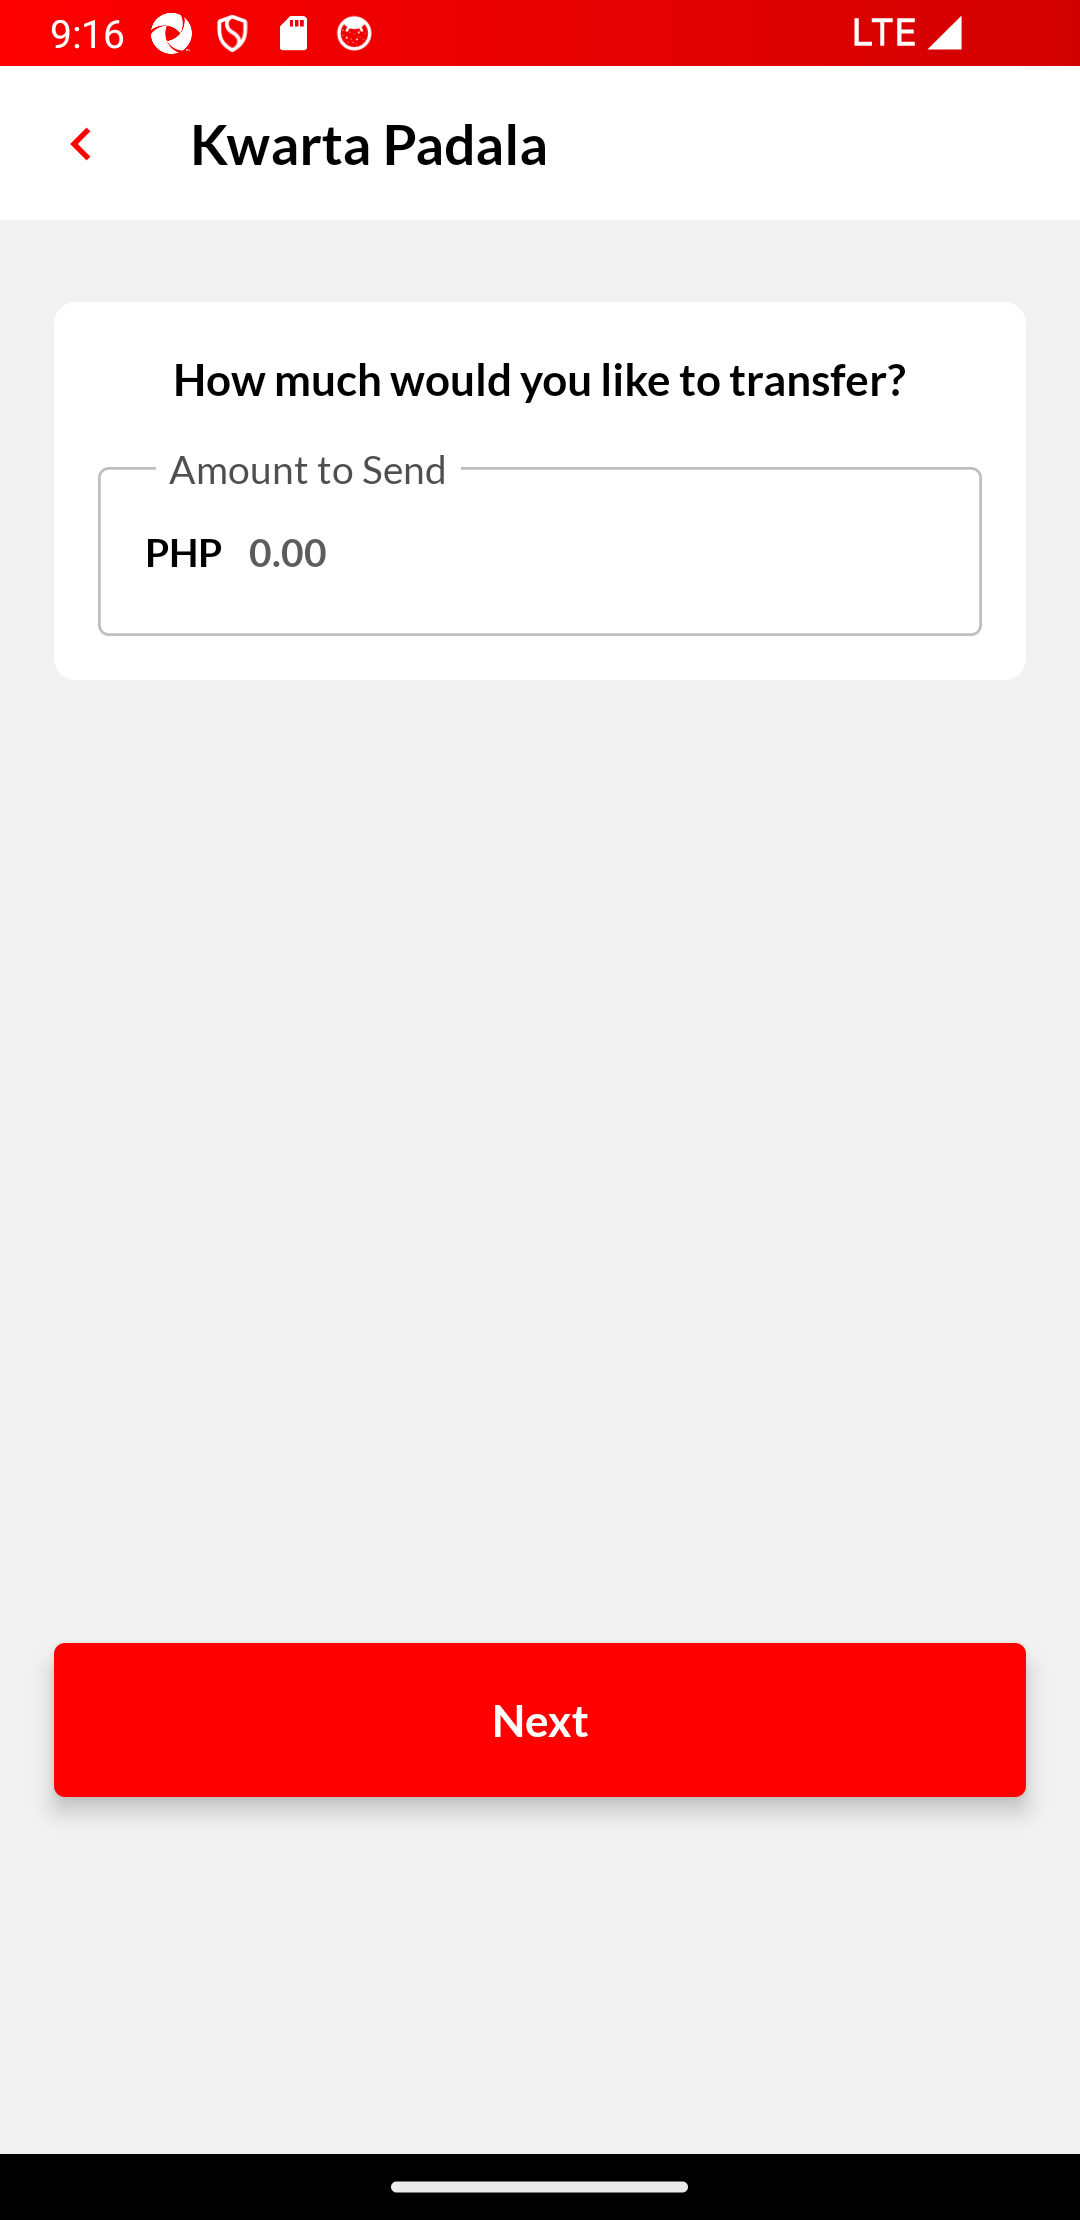 9:16 LTE
Kwarta Padala
How much would you like to transfer?
Amount to Send
PHP 0.00
Next